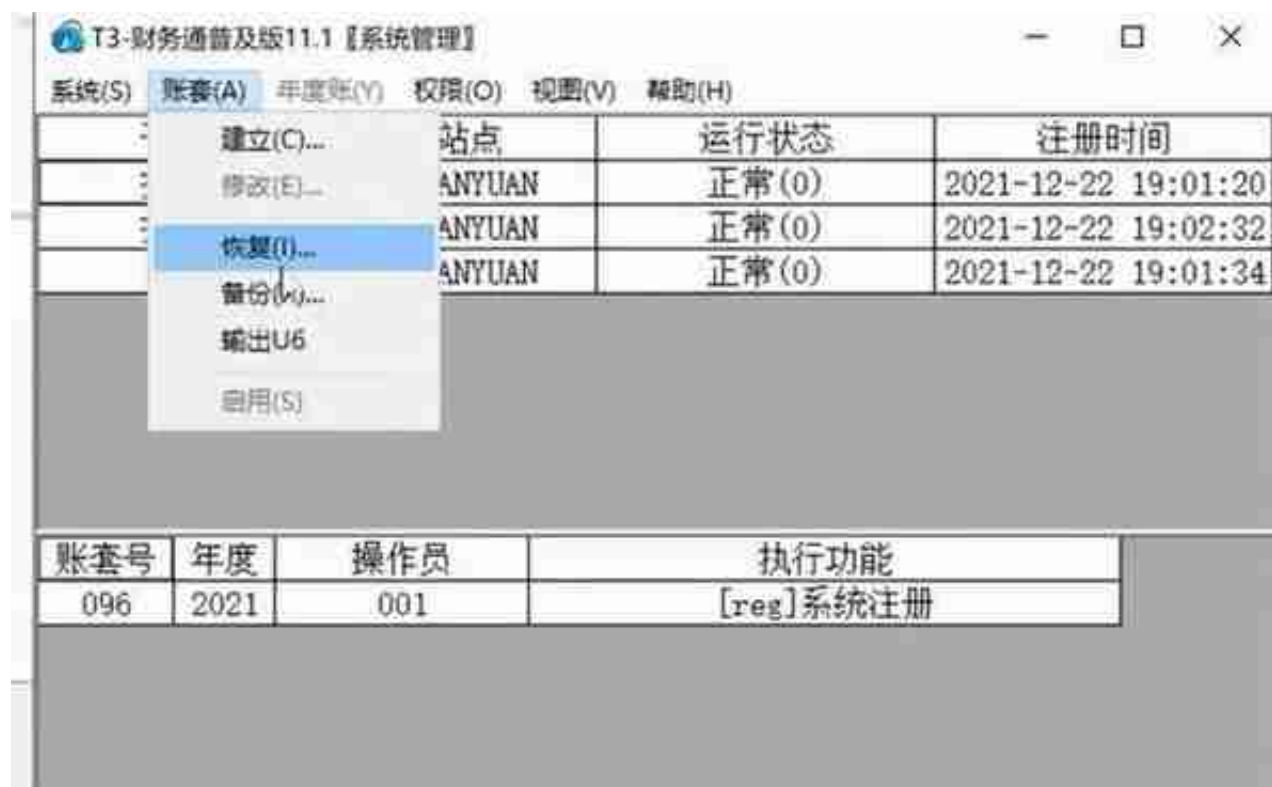 T3-财务通普及版11.1〖系统管理〗
系统(S) 账套(A) 年度账(Y) 权限(O) 视图(V) 帮助(H)
站点 运行状态 注册时间
建立(C)...
ANYUAN 正常(0) 2021-12-22 19:01:20
修改(E)...
ANYUAN 正常(0) 2021-12-22 19:02:32
恢复(I)...
ANYUAN 正常(0) 2021-12-22 19:01:34
备份
输出U6
启用(S)
账套号 年度 操作员 执行功能
096 2021 001 [reg]系统注册